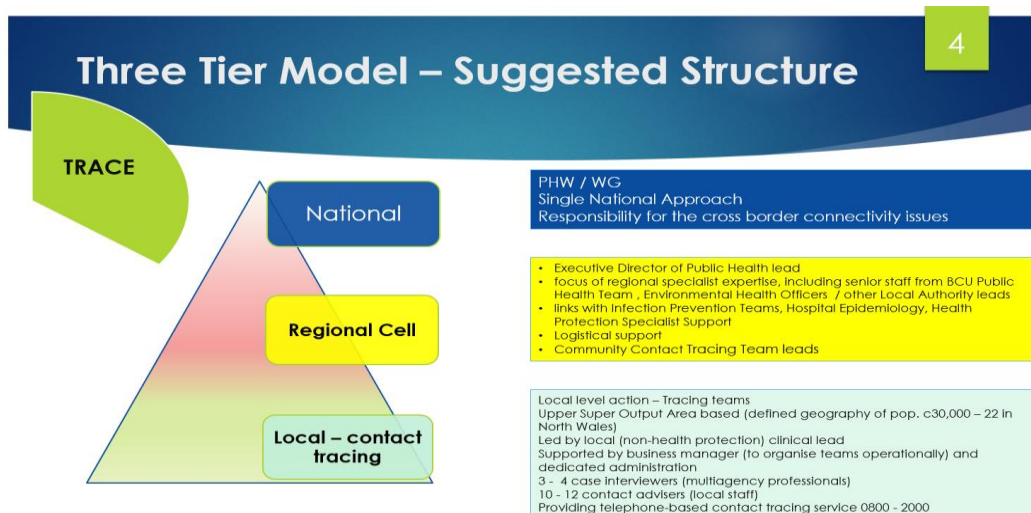 4
Three Tier Model – Suggested Structure
TRACE
National
PHW / WG
Single National Approach
Responsibility for the cross border connectivity issues
Regional Cell
• Executive Director of Public Health lead
• focus of regional specialist expertise, including senior staff from BCU Public
Health Team , Environmental Health Officers / other Local Authority leads
• links with Infection Prevention Teams, Hospital Epidemiology, Health
Protection Specialist Support
• Logistical support
• Community Contact Tracing Team leads
Local – contact
tracing
Local level action – Tracing teams
Upper Super Output Area based (defined geography of pop. c30,000 – 22 in
North Wales)
Led by local (non-health protection) clinical lead
Supported by business manager (to organise teams operationally) and
dedicated administration
3 - 4 case interviewers (multiagency professionals)
10 - 12 contact advisers (local staff)
Providing telephone-based contact tracing service 0800 - 2000